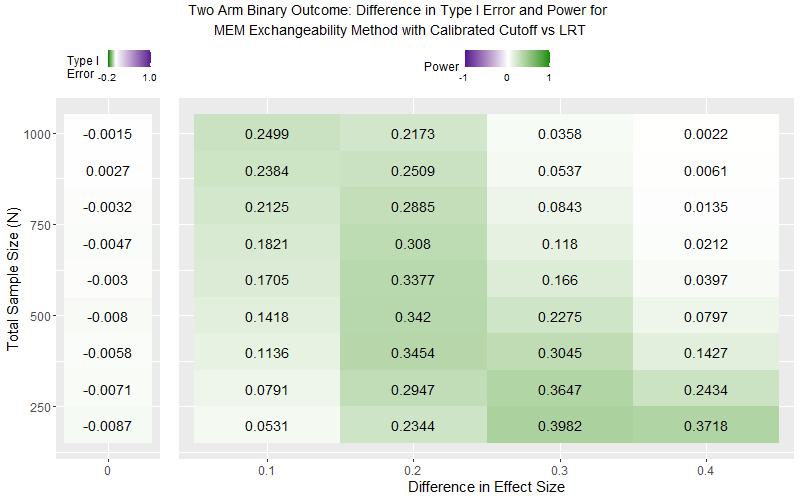 Two Arm Binary Outcome: Difference in Type I Error and Power for
MEM Exchangeability Method with Calibrated Cutoff vs LRT
Type I
Error -0.2 1.0
Power -1 0 1
Total Sample Size (N)
1000 -0.0015 0.2499 0.2173 0.0358 0.0022
0.0027 0.2384 0.2509 0.0537 0.0061
750 -0.0032 0.2125 0.2885 0.0843 0.0135
-0.0047 0.1821 0.308 0.118 0.0212
-0.003 0.1705 0.3377 0.166 0.0397
500 -0.008 0.1418 0.342 0.2275 0.0797
-0.0058 0.1136 0.3454 0.3045 0.1427
-0.0071 0.0791 0.2947 0.3647 0.2434
250 -0.0087 0.0531 0.2344 0.3982 0.3718
0 0.1 0.2 0.3 0.4
Difference in Effect Size